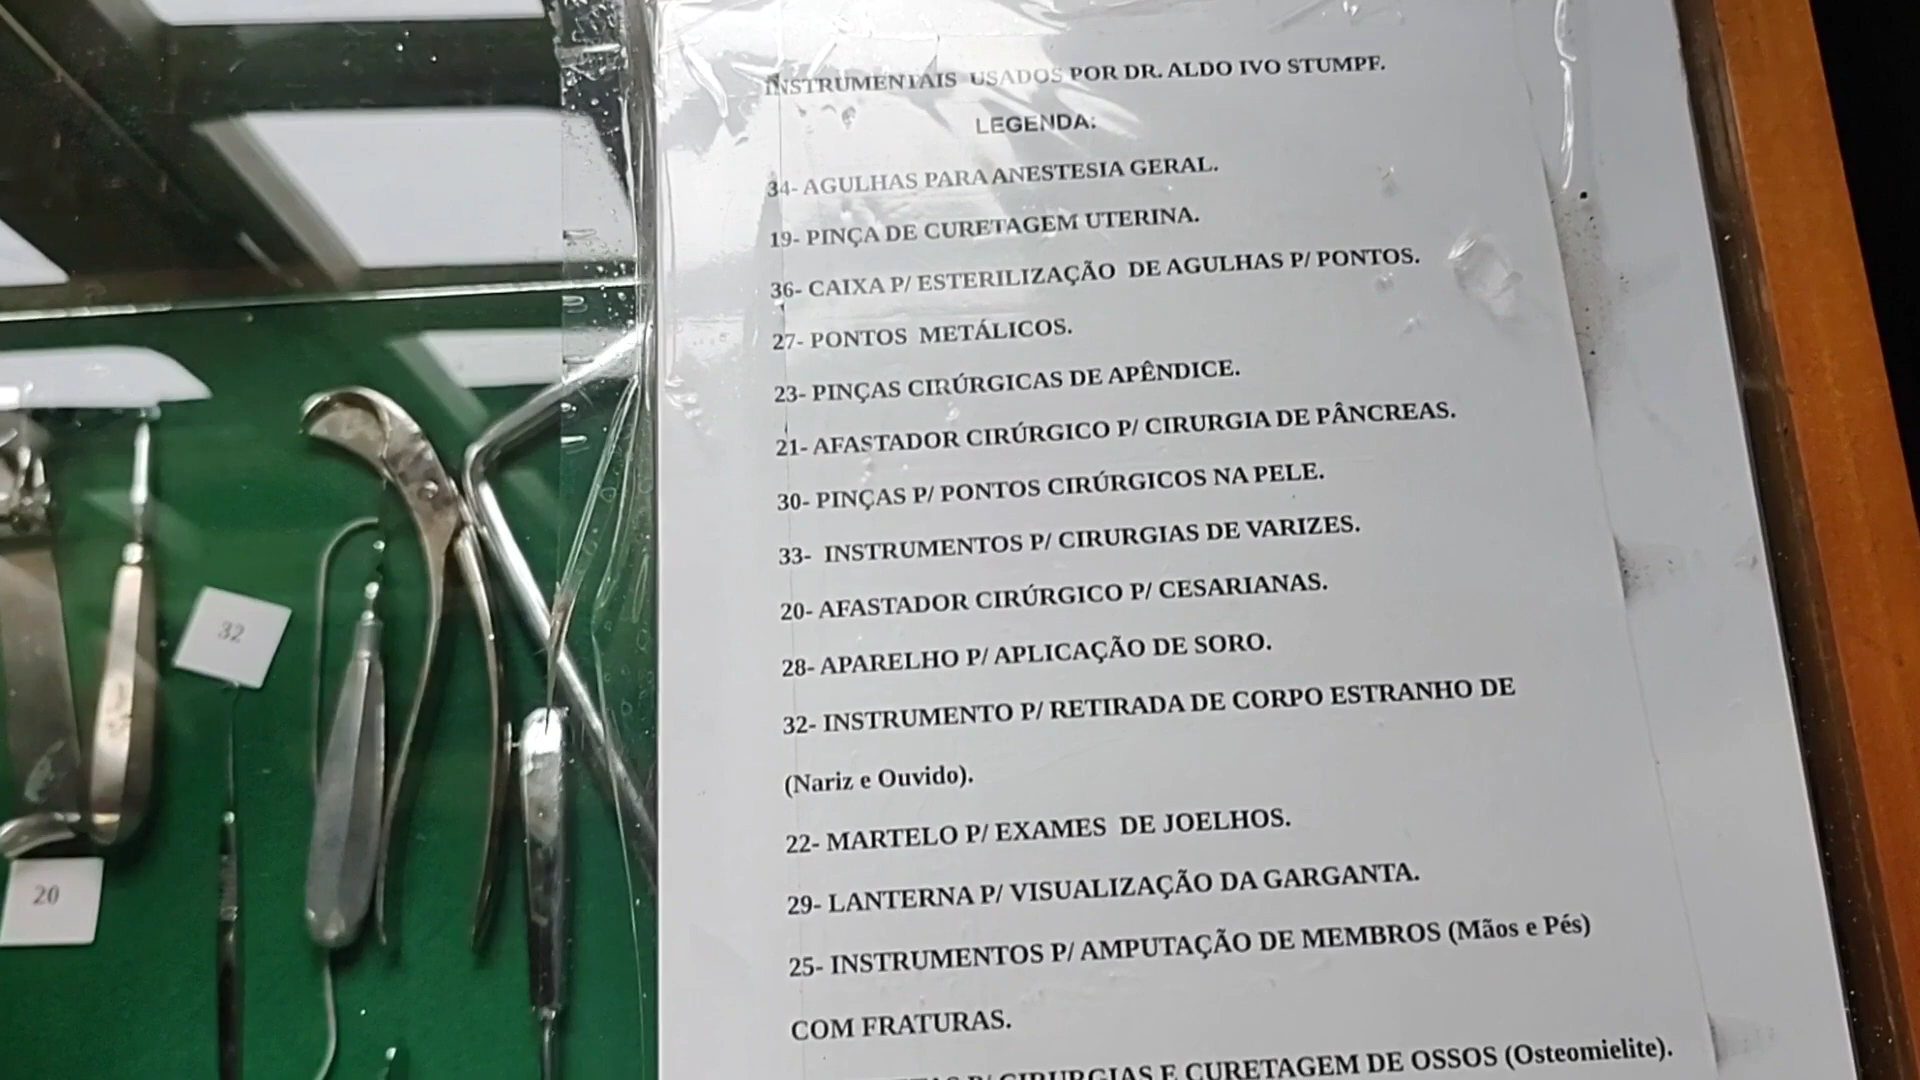 INSTRUMENTAIS USADOS POR DR. ALDO IVO STUMPF.
LEGENDA:
34- AGULHAS PARA ANESTESIA GERAL.
19- PINÇA DE CURETAGEM UTERINA.
36- CAIXA P/ ESTERILIZAÇÃO DE AGULHAS P/ PONTOS.
27- PONTOS METÁLICOS.
23- PINÇAS CIRÚRGICAS DE APÊNDICE.
21- AFASTADOR CIRÚRGICO P/ CIRURGIA DE PÂNCREAS.
30- PINÇAS P/ PONTOS CIRÚRGICOS NA PELE.
33- INSTRUMENTOS P/ CIRURGIAS DE VARIZES.
20- AFASTADOR CIRÚRGICO P/ CESARIANAS.
28- APARELHO P/ APLICAÇÃO DE SORO.
32- INSTRUMENTO P/ RETIRADA DE CORPO ESTRANHO DE
(Nariz e Ouvido).
22- MARTELO P/ EXAMES DE JOELHOS.
29- LANTERNA P/ VISUALIZAÇÃO DA GARGANTA.
25- INSTRUMENTOS P/ AMPUTAÇÃO DE MEMBROS (Mãos e Pés)
COM FRATURAS.
P/ CIRURGIAS E CURETAGEM DE OSSOS (Osteomielite).
32
20